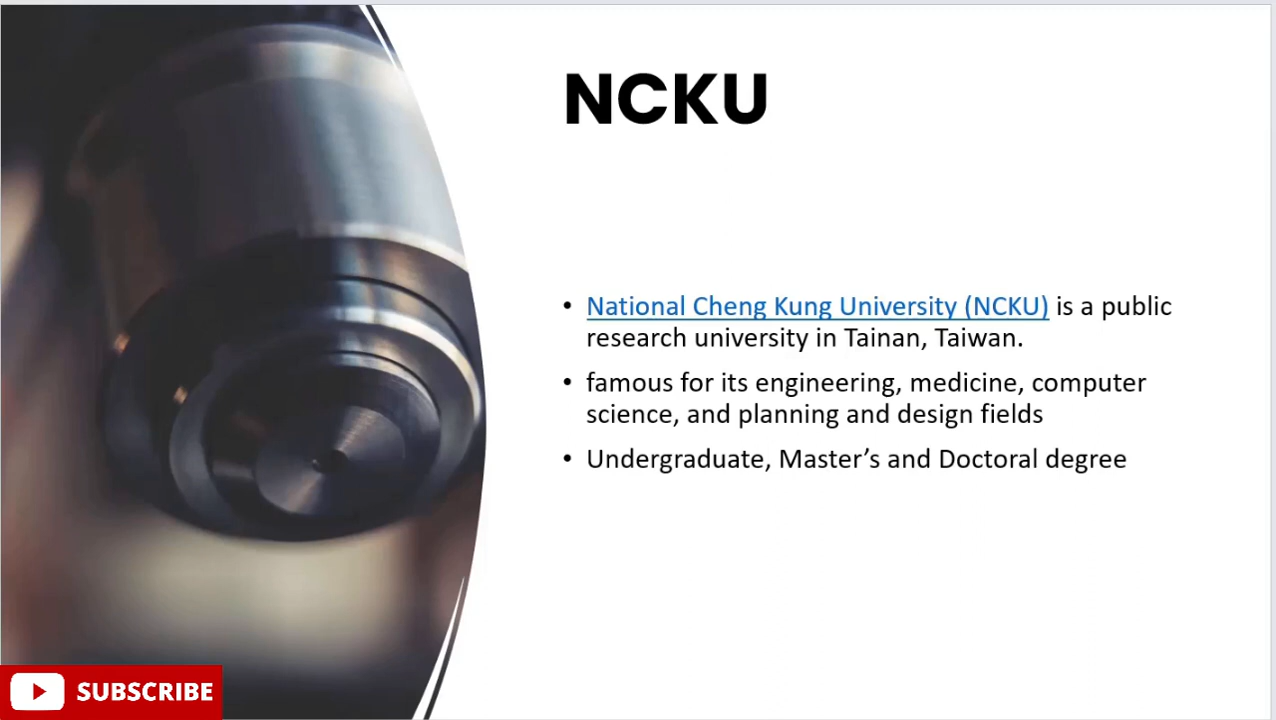 NCKU
• National Cheng Kung University (NCKU) is a public
research university in Tainan, Taiwan.
• famous for its engineering, medicine, computer
science, and planning and design fields
• Undergraduate, Master’s and Doctoral degree
SUBSCRIBE